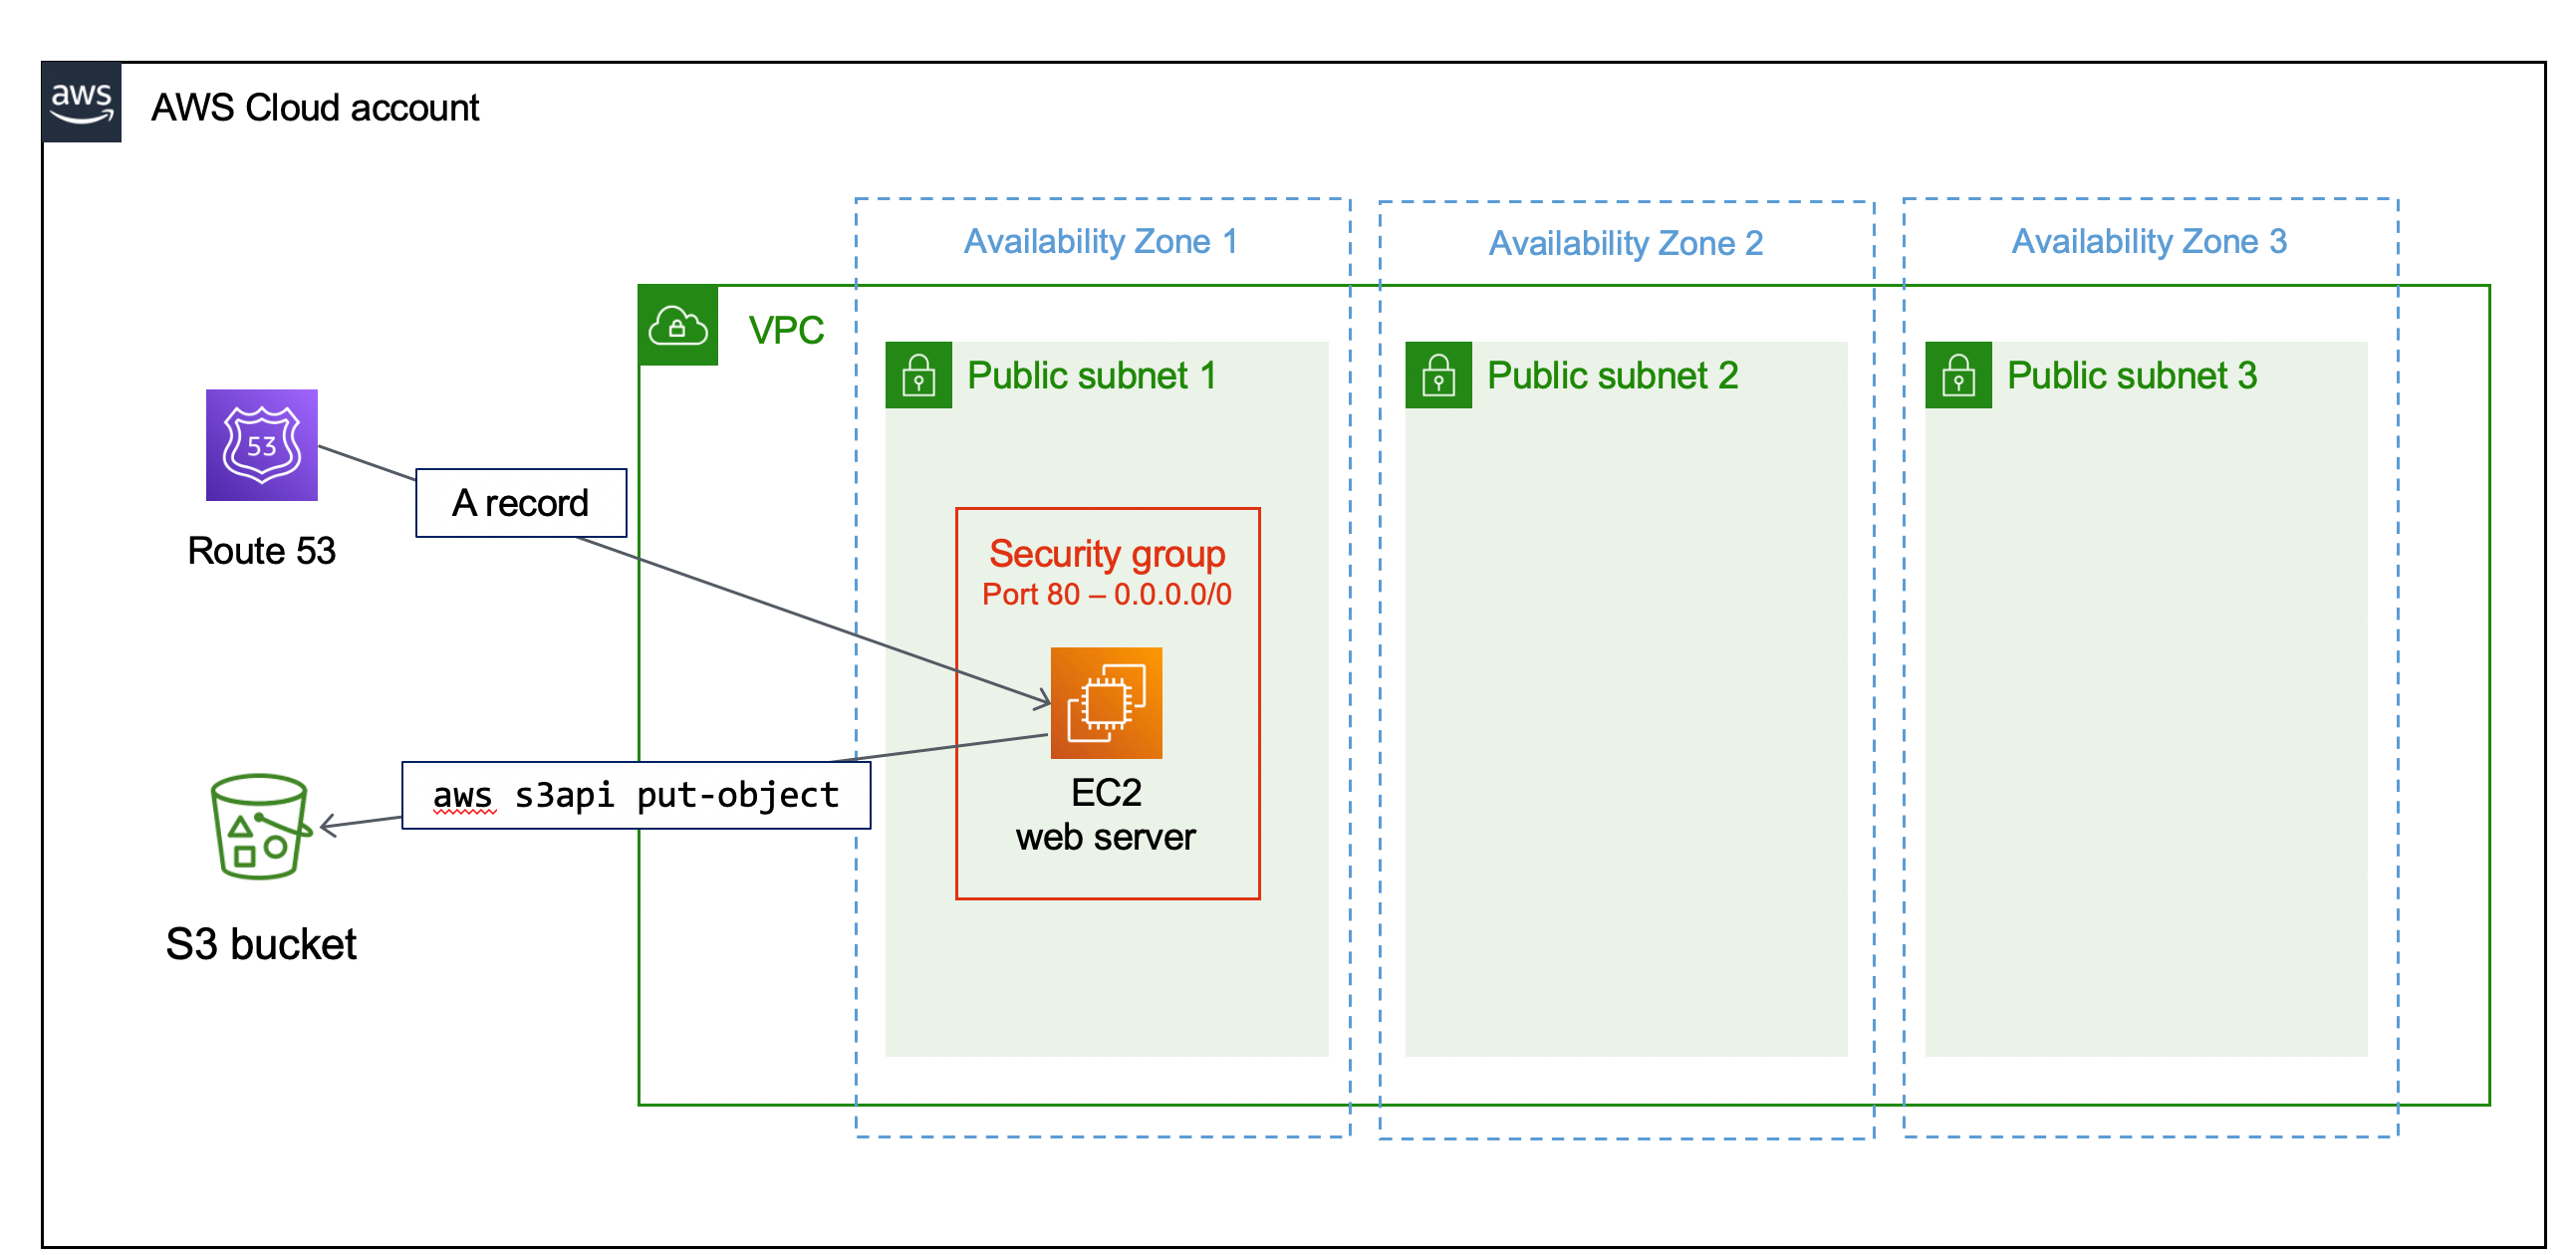 aws
AWS Cloud account
Availability Zone 1
Availability Zone 2
Availability Zone 3
VPC
Public subnet 1
Public subnet 2
Public subnet 3
53
Route 53
A record
Security group
Port 80 – 0.0.0.0/0
EC2
web server
aws s3api put-object
S3 bucket